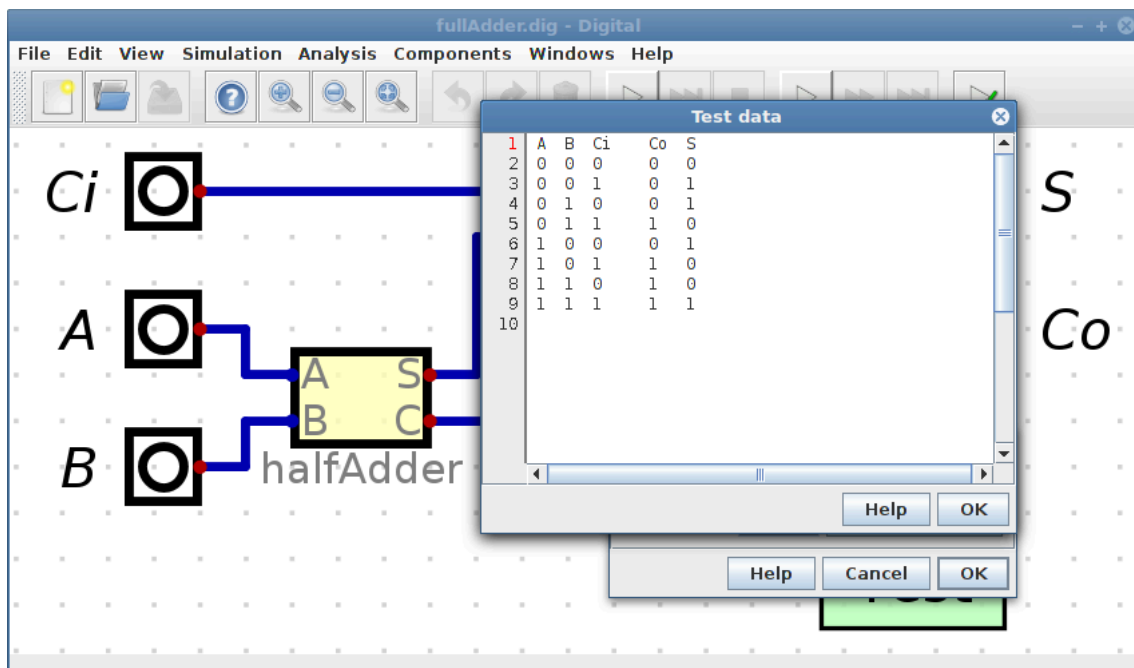 fullAdder.dig - Digital
File Edit View Simulation Analysis Components Windows Help
Test data
1 A B Ci Co S
2 0 0 0 0 0
3 0 0 1 0 1
4 0 1 0 0 1
5 0 1 1 1 0
6 1 0 0 0 1
7 1 0 1 1 0
8 1 1 0 1 0
9 1 1 1 1 1
10
Help OK
Help Cancel OK
Ci
S
A
Co
A S
B C
B
halfAdder
Test